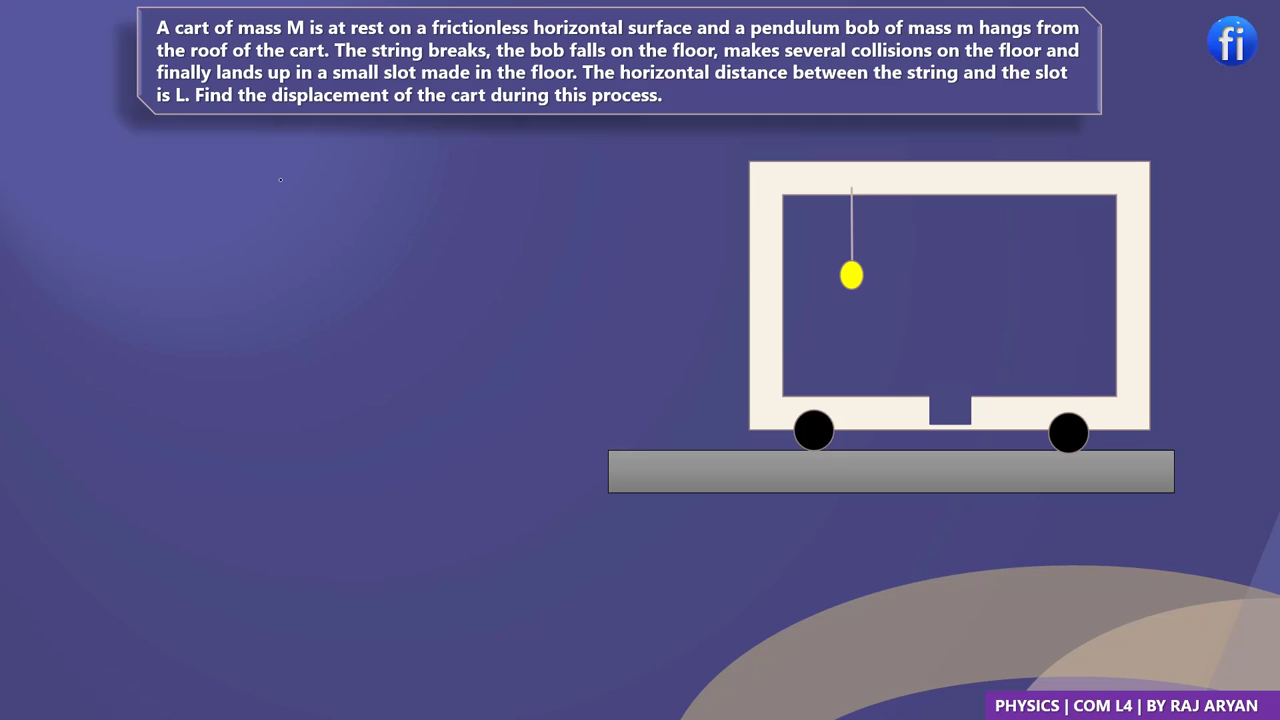 A cart of mass M is at rest on a frictionless horizontal surface and a pendulum bob of mass m hangs from
the roof of the cart. The string breaks, the bob falls on the floor, makes several collisions on the floor and
finally lands up in a small slot made in the floor. The horizontal distance between the string and the slot
is L. Find the displacement of the cart during this process.
fi
PHYSICS | COM L4 | BY RAJ ARYAN